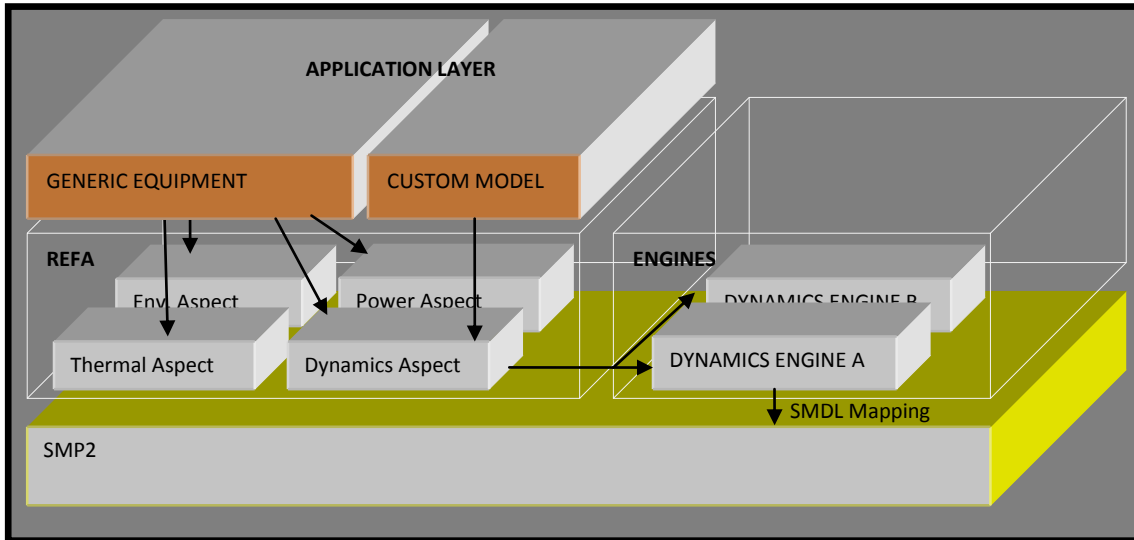 APPLICATION LAYER
GENERIC EQUIPMENT
CUSTOM MODEL
REFA
ENGINES
Env. Aspect
Power Aspect
DYNAMICS ENGINE B
Thermal Aspect
Dynamics Aspect
DYNAMICS ENGINE A
SMDL Mapping
SMP2